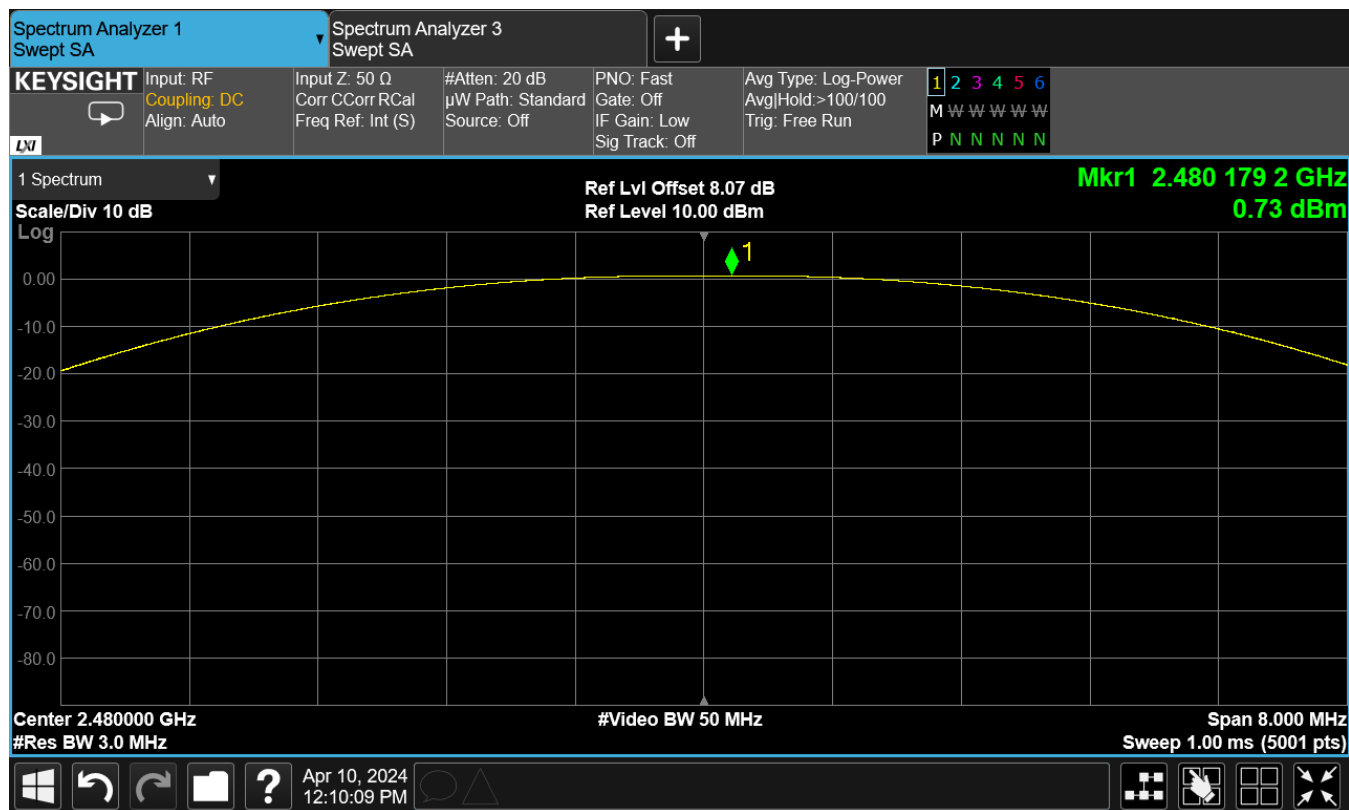 Spectrum Analyzer 1
Swept SA
Spectrum Analyzer 3
Swept SA
KEYSIGHT
LXI
Input: RF
Coupling: DC
Align: Auto
Input Z: 50 Ω
Corr CCorr RCal
Freq Ref: Int (S)
#Atten: 20 dB
µW Path: Standard
Source: Off
PNO: Fast
Gate: Off
IF Gain: Low
Sig Track: Off
Avg Type: Log-Power
Avg|Hold:>100/100
Trig: Free Run
1 2 3 4 5 6
M W W W W W
P N N N N N
1 Spectrum
Scale/Div 10 dB
Log
Ref Lvl Offset 8.07 dB
Ref Level 10.00 dBm
Mkr1 2.480 179 2 GHz
0.73 dBm
1
0.00
-10.0
-20.0
-30.0
-40.0
-50.0
-60.0
-70.0
-80.0
Center 2.480000 GHz
#Res BW 3.0 MHz
#Video BW 50 MHz
Span 8.000 MHz
Sweep 1.00 ms (5001 pts)
?
Apr 10, 2024
12:10:09 PM